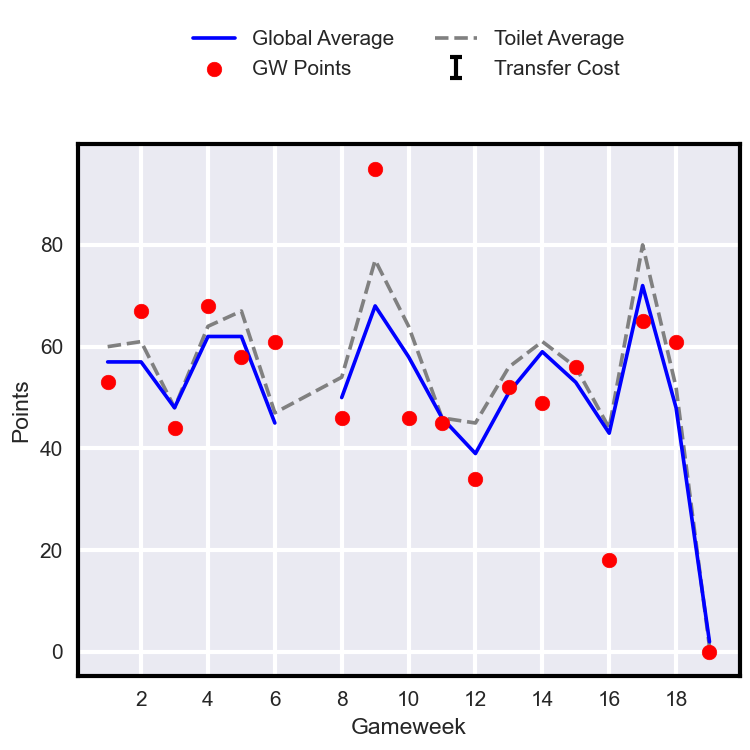 Global Average
Toilet Average
GW Points
Transfer Cost
80
60
40
20
0
Points
2 4 6 8 10 12 14 16 18
Gameweek